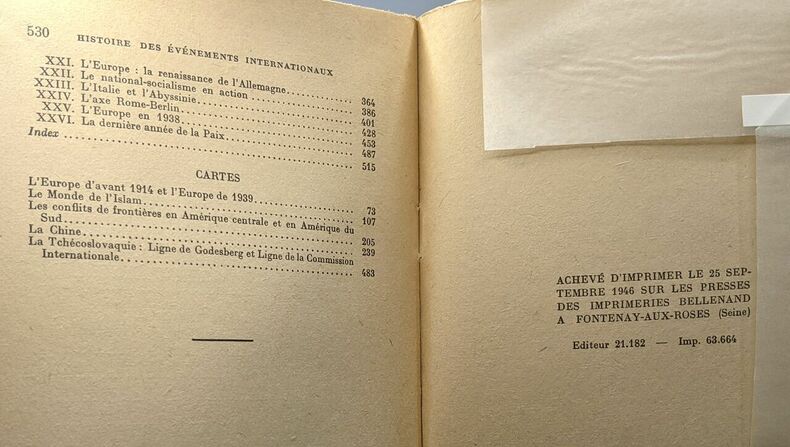 530
HISTOIRE DES ÉVÉNEMENTS INTERNATIONAUX
XXI. L'Europe : la renaissance de l'Allemagne................ 364
XXII. Le national-socialisme en action ................ 386
XXIII. L'Italie et l'Abyssinie................ 401
XXIV. L'axe Rome-Berlin................ 428
XXV. L'Europe en 1938 ................ 453
XXVI. La dernière année de la Paix................ 487
Index ................ 515
CARTES
L'Europe d'avant 1914 et l'Europe de 1939................ 73
Le Monde de l'Islam................ 107
Les conflits de frontières en Amérique centrale et en Amérique du
Sud................ 205
La Chine................ 239
La Tchécoslovaquie : Ligne de Godesberg et Ligne de la Commission
Internationale................ 483
ACHEVÉ D'IMPRIMER LE 25 SEP-
TEMBRE 1946 SUR LES PRESSES
DES IMPRIMERIES BELLENAND
A FONTENAY-AUX-ROSES (Seine)
Editeur 21.182 — Imp. 63.664